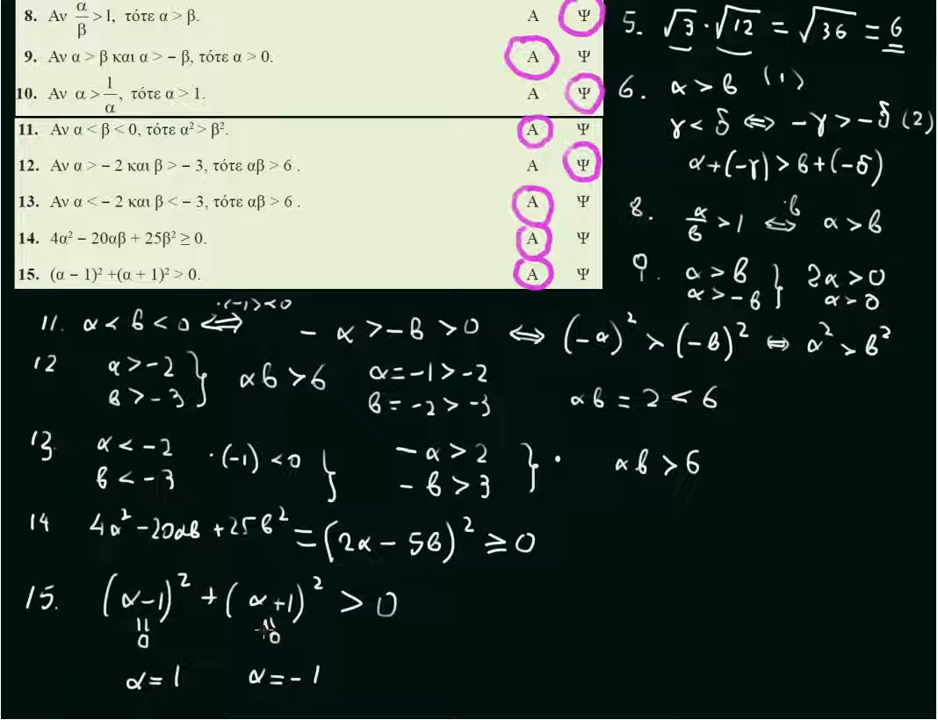 8. Αν α/β > 1, τότε α > β. Α Ψ
9. Αν α > β και α > − β, τότε α > 0. Α Ψ
10. Αν α > 1/α, τότε α > 1. Α Ψ
11. Αν α < β < 0, τότε α² > β². Α Ψ
12. Αν α > − 2 και β > − 3, τότε αβ > 6 . Α Ψ
13. Αν α < − 2 και β < − 3, τότε αβ > 6 . Α Ψ
14. 4α² − 20αβ + 25β² ≥ 0. Α Ψ
15. (α − 1)² +(α + 1)² > 0. Α Ψ
5. √3 · √12 = √36 = 6
6. α > β (1)
γ < δ ⇔ −γ > −δ (2)
α+(−γ) > β+(−δ)
8. α/β > 1 ⇔ ·β α > β
9. α > β } 2α > 0
α > −β } α > 0
11. α < β < 0 ⇔ ·(−1)<0 −α > −β > 0 ⇔ (−α)² > (−β)² ⇔ α² > β²
12 α > −2 } αβ > 6 α = −1 > −2
β > −3 } β = −2 > −3 αβ = 2 < 6
13. α < −2 ·(−1) < 0 } −α > 2 } · αβ > 6
β < −3 } −β > 3 }
14 4α² −20αβ + 25β² = (2α − 5β)² ≥ 0
15. (α−1)² + (α+1)² > 0
= 0 = 0
α = 1 α = −1